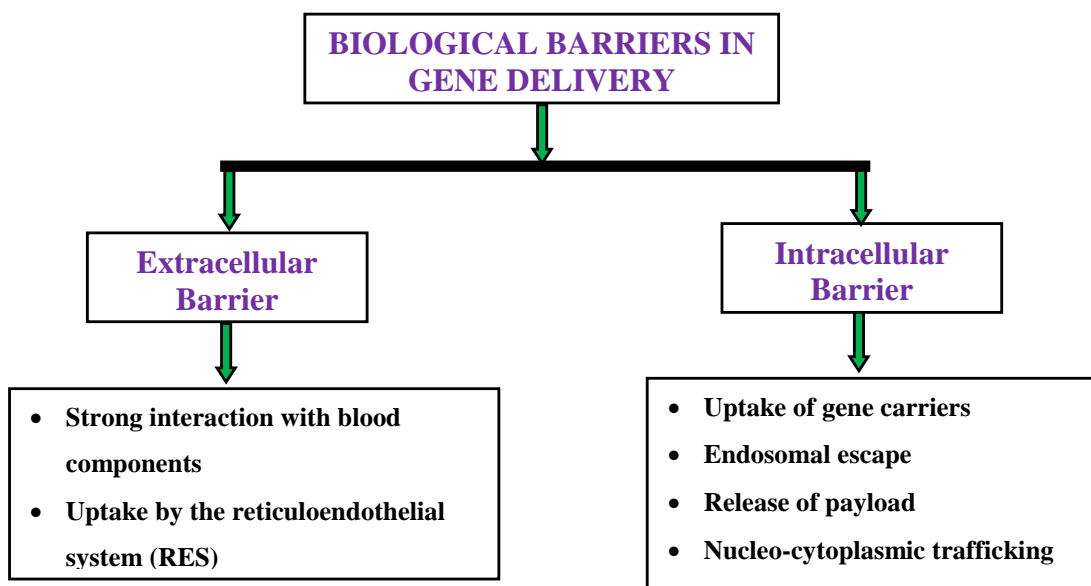 BIOLOGICAL BARRIERS IN
GENE DELIVERY
Extracellular
Barrier
Intracellular
Barrier
• Strong interaction with blood
components
• Uptake by the reticuloendothelial
system (RES)
• Uptake of gene carriers
• Endosomal escape
• Release of payload
• Nucleo-cytoplasmic trafficking